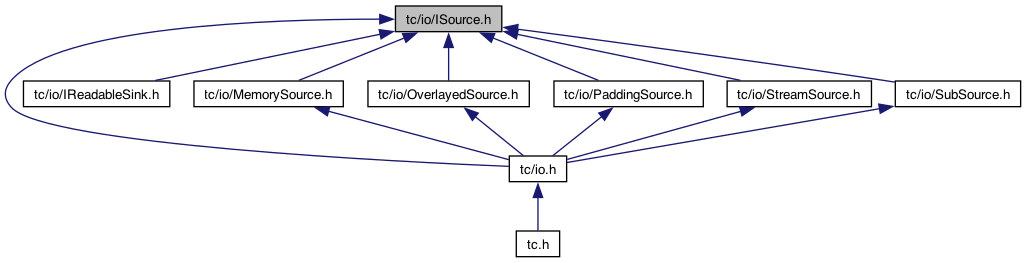 tc/io/ISource.h
tc/io/IReadableSink.h
tc/io/MemorySource.h
tc/io/OverlayedSource.h
tc/io/PaddingSource.h
tc/io/StreamSource.h
tc/io/SubSource.h
tc/io.h
tc.h